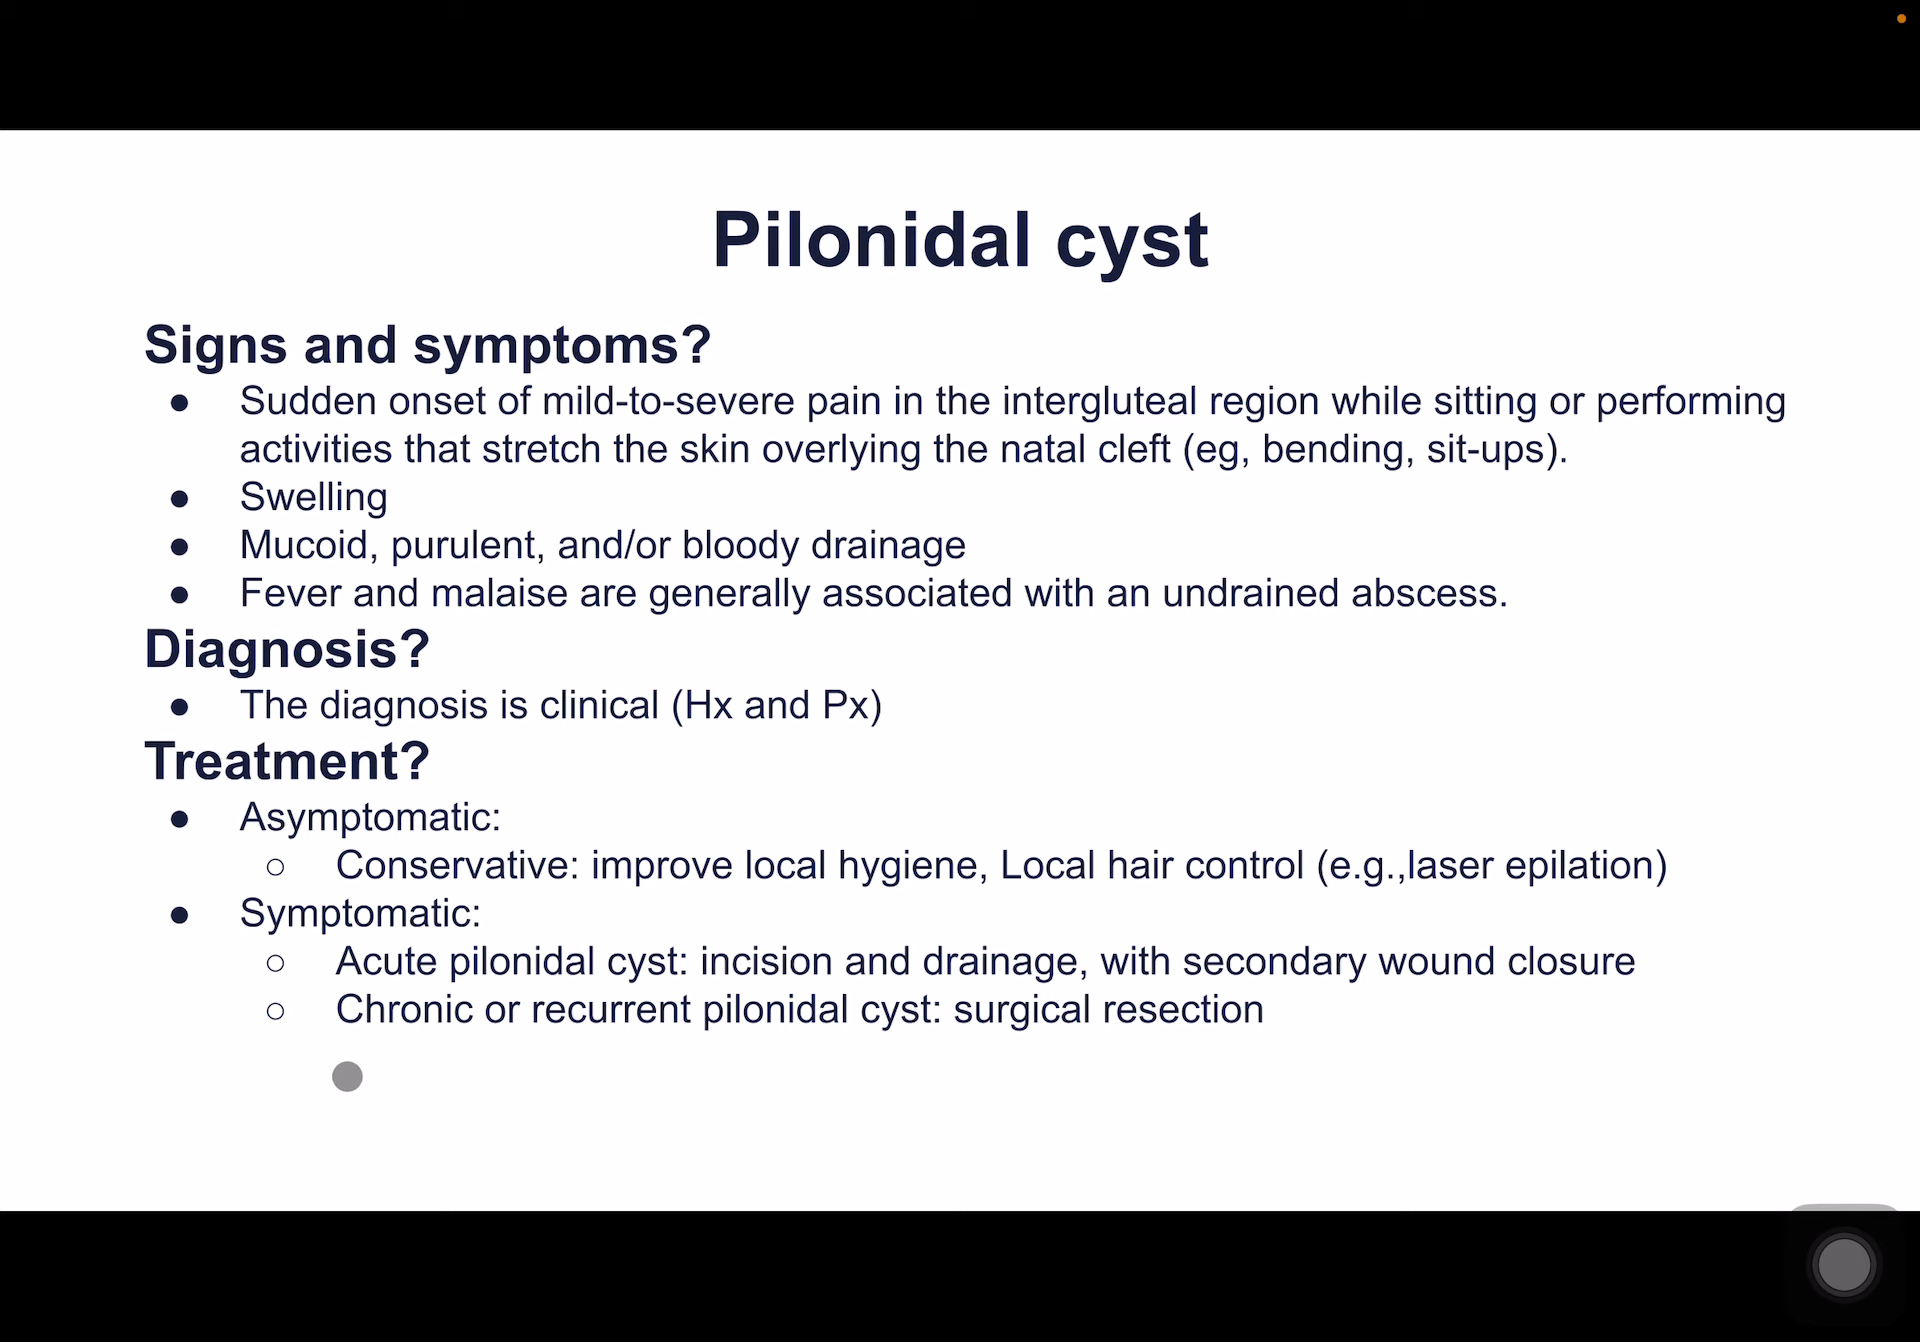 Pilonidal cyst
Signs and symptoms?
● Sudden onset of mild-to-severe pain in the intergluteal region while sitting or performing
activities that stretch the skin overlying the natal cleft (eg, bending, sit-ups).
● Swelling
● Mucoid, purulent, and/or bloody drainage
● Fever and malaise are generally associated with an undrained abscess.
Diagnosis?
● The diagnosis is clinical (Hx and Px)
Treatment?
● Asymptomatic:
○ Conservative: improve local hygiene, Local hair control (e.g.,laser epilation)
● Symptomatic:
○ Acute pilonidal cyst: incision and drainage, with secondary wound closure
○ Chronic or recurrent pilonidal cyst: surgical resection